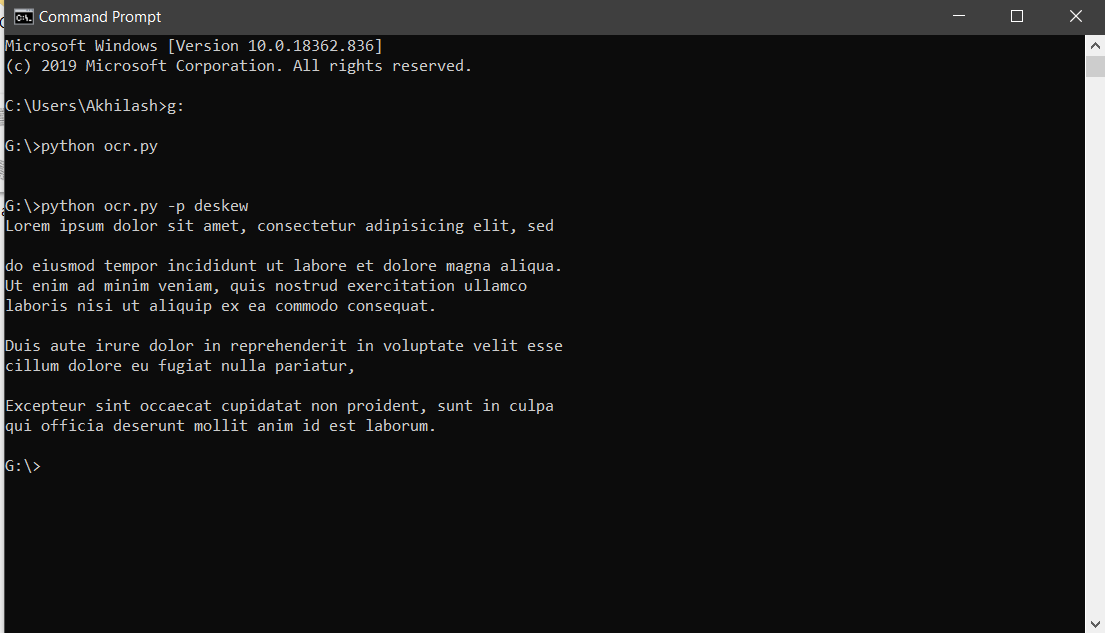 Command Prompt
Microsoft Windows [Version 10.0.18362.836]
(c) 2019 Microsoft Corporation. All rights reserved.
C:\Users\Akhilash>g:
G:\>python ocr.py
G:\>python ocr.py -p deskew
Lorem ipsum dolor sit amet, consectetur adipisicing elit, sed
do eiusmod tempor incididunt ut labore et dolore magna aliqua.
Ut enim ad minim veniam, quis nostrud exercitation ullamco
laboris nisi ut aliquip ex ea commodo consequat.
Duis aute irure dolor in reprehenderit in voluptate velit esse
cillum dolore eu fugiat nulla pariatur,
Excepteur sint occaecat cupidatat non proident, sunt in culpa
qui officia deserunt mollit anim id est laborum.
G:\>